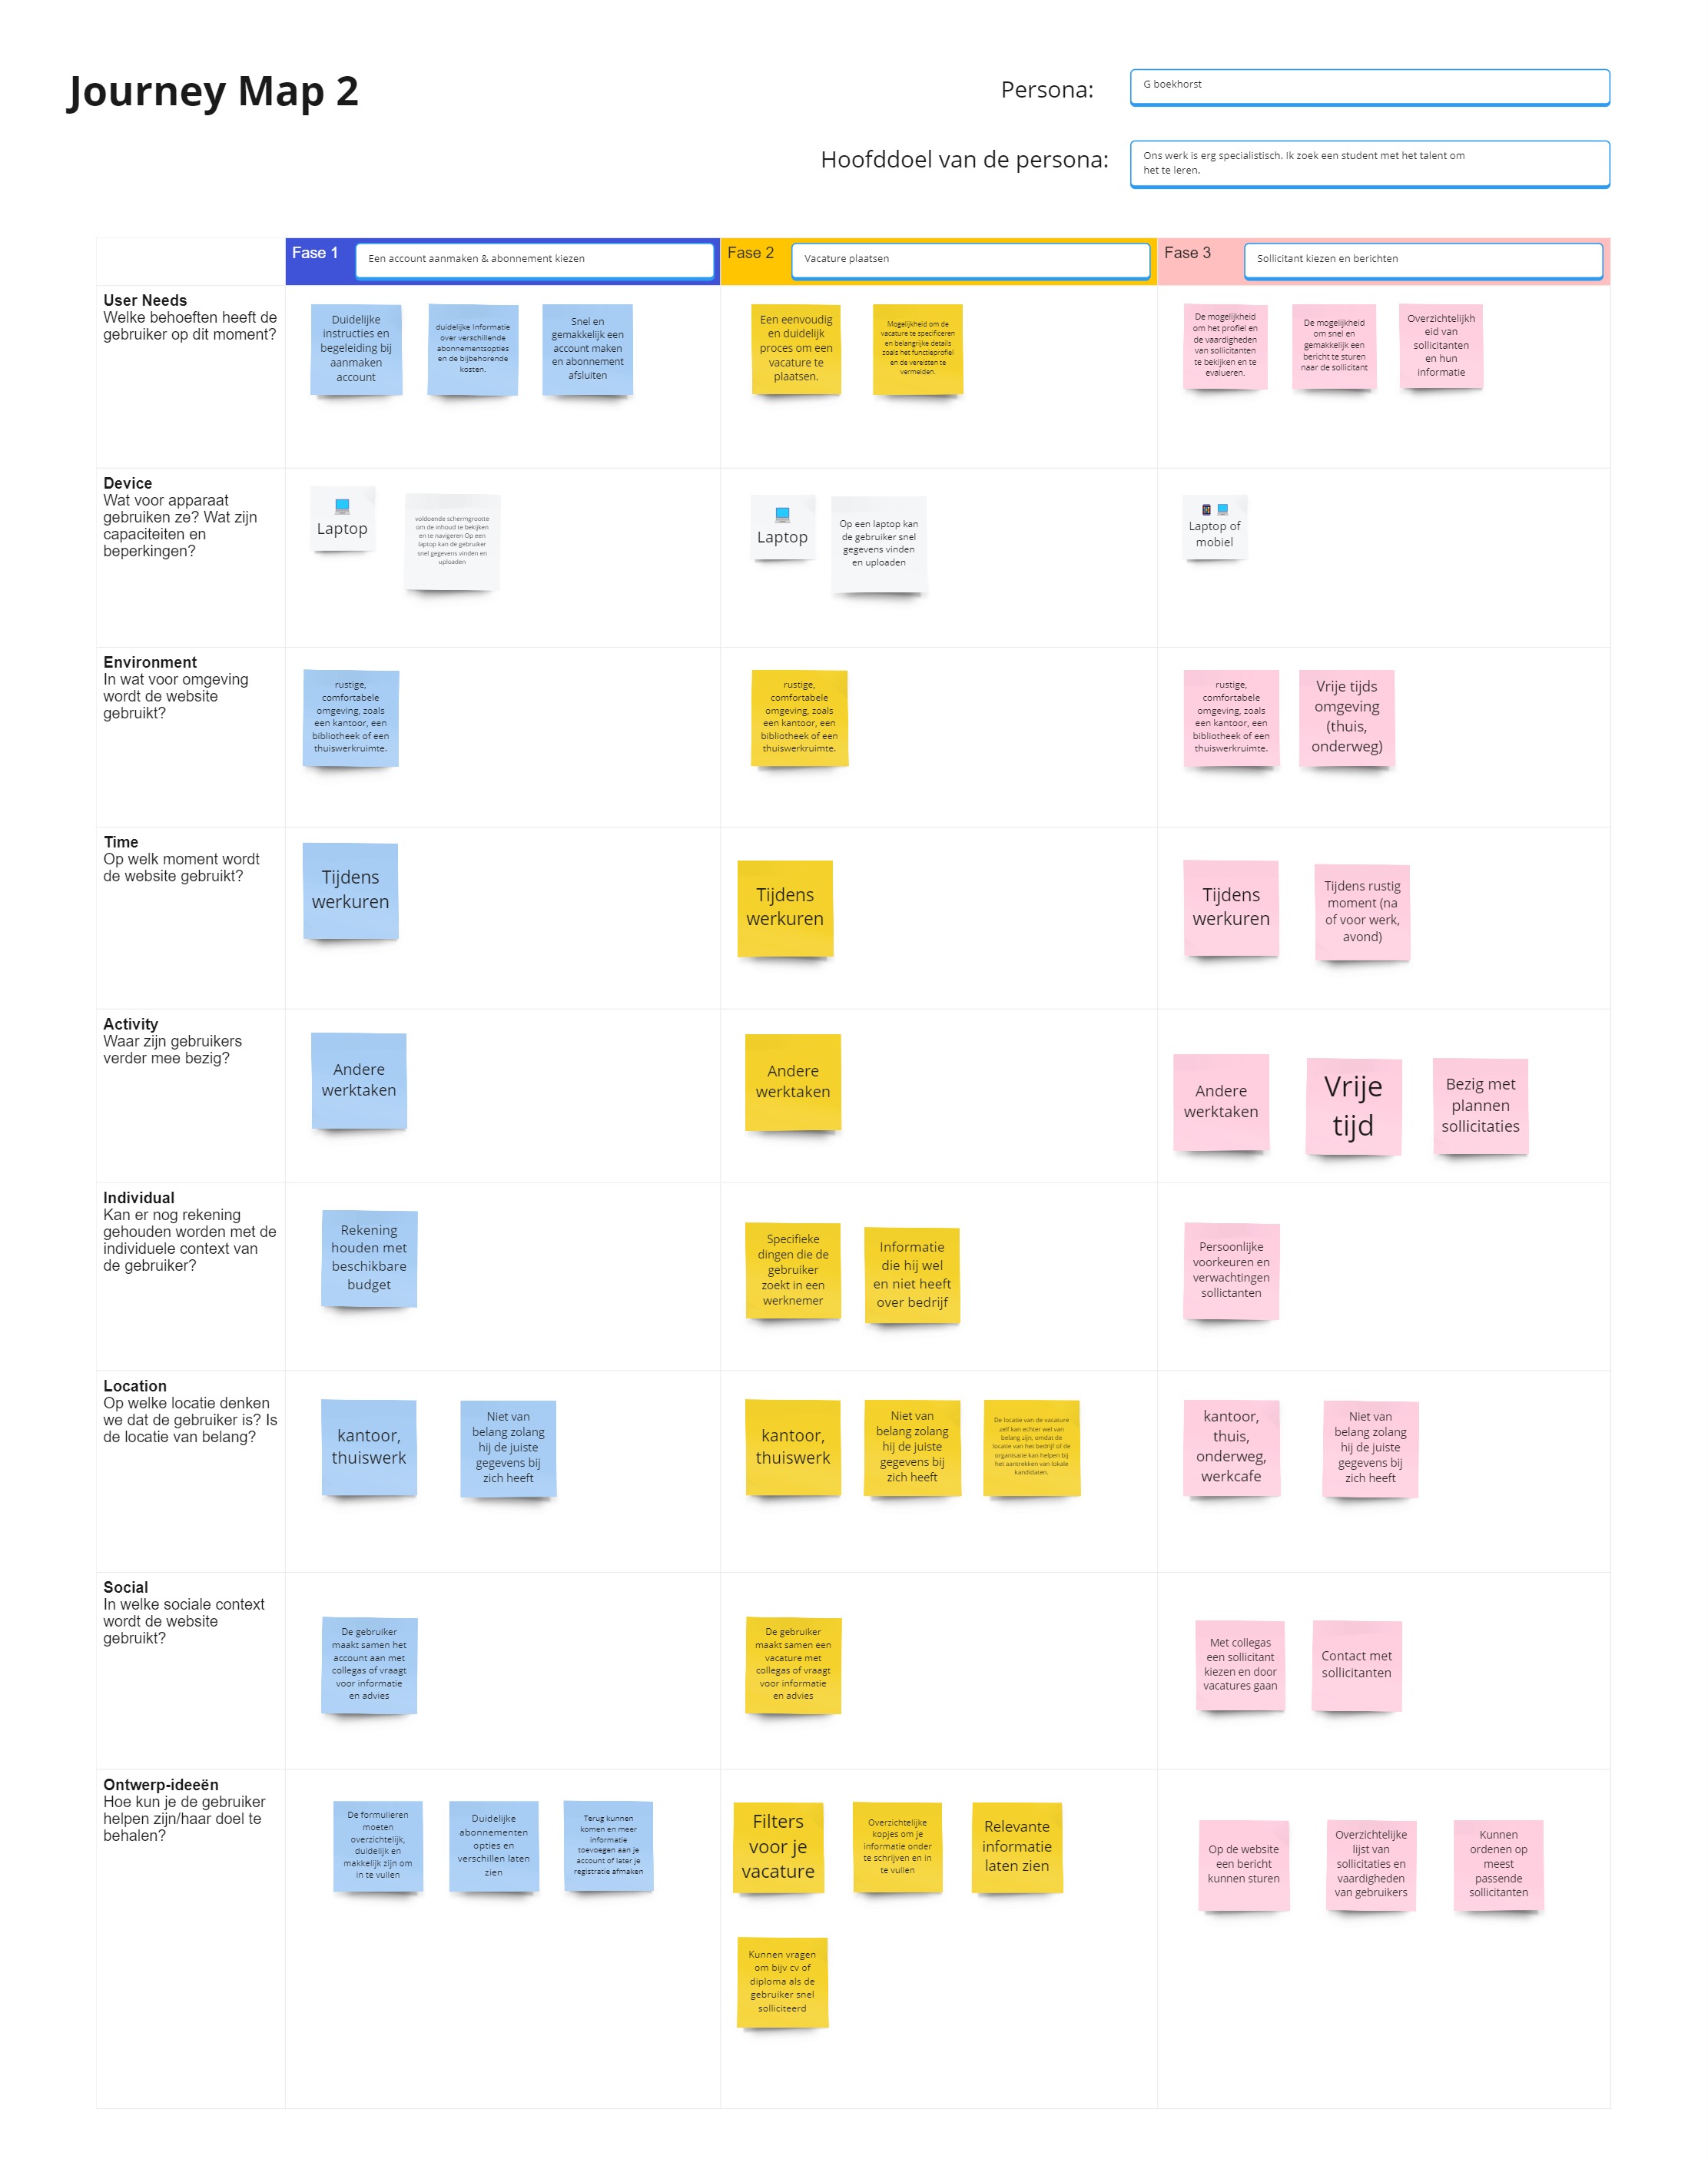 Journey Map 2
Persona:
G boekhorst
Hoofddoel van de persona:
Ons werk is erg specialistisch. Ik zoek een student met het talent om
het te leren.
Fase 1
Een account aanmaken & abonnement kiezen
Fase 2
Vacature plaatsen
Fase 3
Sollicitant kiezen en berichten
User Needs
Welke behoeften heeft de
gebruiker op dit moment?
Duidelijke
instructies en
begeleiding bij
aanmaken
account
duidelijke Informatie
over verschillende
abonnementsopties
en de bijbehorende
kosten.
Snel en
gemakkelijk een
account maken
en abonnement
afsluiten
Een eenvoudig
en duidelijk
proces om een
vacature te
plaatsen.
Mogelijkheid om de
vacature te specificeren
en belangrijke details
zoals het functieprofiel
en de vereisten te
vermelden.
De mogelijkheid
om het profiel en
de vaardigheden
van sollicitanten
te bekijken en te
evalueren.
De mogelijkheid
om snel en
gemakkelijk een
bericht te sturen
naar de sollicitant
Overzichtelijkh
eid van
sollicitanten
en hun
informatie
Device
Wat voor apparaat
gebruiken ze? Wat zijn
capaciteiten en
beperkingen?
Laptop
voldoende schermgrootte
om de inhoud te bekijken
en te navigeren Op een
laptop kan de gebruiker
snel gegevens vinden en
uploaden
Laptop
Op een laptop kan
de gebruiker snel
gegevens vinden
en uploaden
Laptop of
mobiel
Environment
In wat voor omgeving
wordt de website
gebruikt?
rustige,
comfortabele
omgeving, zoals
een kantoor, een
bibliotheek of een
thuiswerkruimte.
rustige,
comfortabele
omgeving, zoals
een kantoor, een
bibliotheek of een
thuiswerkruimte.
rustige,
comfortabele
omgeving, zoals
een kantoor, een
bibliotheek of een
thuiswerkruimte.
Vrije tijds
omgeving
(thuis,
onderweg)
Time
Op welk moment wordt
de website gebruikt?
Tijdens
werkuren
Tijdens
werkuren
Tijdens
werkuren
Tijdens rustig
moment (na
of voor werk,
avond)
Activity
Waar zijn gebruikers
verder mee bezig?
Andere
werktaken
Andere
werktaken
Andere
werktaken
Vrije
tijd
Bezig met
plannen
sollicitaties
Individual
Kan er nog rekening
gehouden worden met de
individuele context van
de gebruiker?
Rekening
houden met
beschikbare
budget
Specifieke
dingen die de
gebruiker
zoekt in een
werknemer
Informatie
die hij wel
en niet heeft
over bedrijf
Persoonlijke
voorkeuren en
verwachtingen
sollictanten
Location
Op welke locatie denken
we dat de gebruiker is? Is
de locatie van belang?
kantoor,
thuiswerk
Niet van
belang zolang
hij de juiste
gegevens bij
zich heeft
kantoor,
thuiswerk
Niet van
belang zolang
hij de juiste
gegevens bij
zich heeft
De locatie van de vacature
zelf kan echter wel van
belang zijn, omdat de
locatie van het bedrijf of de
organisatie kan helpen bij
het aantrekken van lokale
kandidaten.
kantoor,
thuis,
onderweg,
werkcafe
Niet van
belang zolang
hij de juiste
gegevens bij
zich heeft
Social
In welke sociale context
wordt de website
gebruikt?
De gebruiker
maakt samen het
account aan met
collegas of vraagt
voor informatie
en advies
De gebruiker
maakt samen een
vacature met
collegas of vraagt
voor informatie
en advies
Met collegas
een sollicitant
kiezen en door
vacatures gaan
Contact met
sollicitanten
Ontwerp-ideeën
Hoe kun je de gebruiker
helpen zijn/haar doel te
behalen?
De formulieren
moeten
overzichtelijk,
duidelijk en
makkelijk zijn om
in te vullen
Duidelijke
abonnementen
opties en
verschillen laten
zien
Terug kunnen
komen en meer
informatie
toevoegen aan je
account of later je
registratie afmaken
Filters
voor je
vacature
Overzichtelijke
kopjes om je
informatie onder
te schrijven en in
te vullen
Relevante
informatie
laten zien
Kunnen vragen
om bijv cv of
diploma als de
gebruiker snel
solliciteerd
Op de website
een bericht
kunnen sturen
Overzichtelijke
lijst van
sollicitaties en
vaardigheden
van gebruikers
Kunnen
ordenen op
meest
passende
sollicitanten